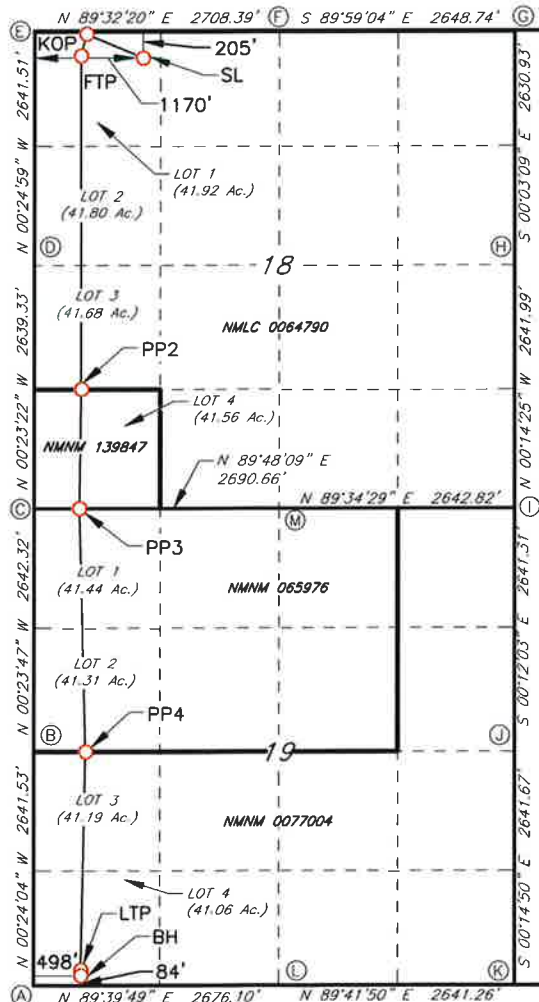 N 89°32'20" E 2708.39' F S 89°59'04" E 2648.74' G
E
KOP
205'
SL
FTP
1170'
N 00°24'59" W 2641.51'
S 00°03'09" E 2630.93'
LOT 1
(41.92 Ac.)
LOT 2
(41.80 Ac.)
D
H
18
LOT 3
(41.68 Ac.)
NMLC 0064790
N 00°23'22" W 2639.33'
S 00°14'25" W 2641.99'
PP2
LOT 4
(41.56 Ac.)
NMNM 139847
N 89°48'09" E
2690.66'
N 89°34'29" E 2642.82'
C
M
I
PP3
LOT 1
(41.44 Ac.)
NMNM 065976
N 00°23'47" W 2642.32'
S 00°12'03" E 2641.31'
LOT 2
(41.31 Ac.)
PP4
B
J
19
LOT 3
(41.19 Ac.)
NMNM 0077004
N 00°24'04" W 2641.53'
S 00°14'50" E 2641.67'
LOT 4
(41.06 Ac.)
LTP
BH
498'
84'
A
L
K
N 89°39'49" E 2676.10' N 89°41'50" E 2641.26'